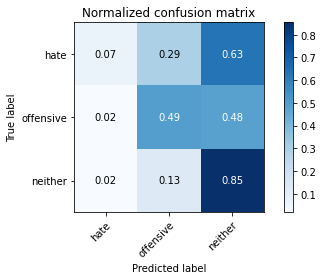 Normalized confusion matrix
hate 0.07 0.29 0.63
offensive 0.02 0.49 0.48
neither 0.02 0.13 0.85
True label
hate offensive neither
Predicted label
0.8
0.7
0.6
0.5
0.4
0.3
0.2
0.1